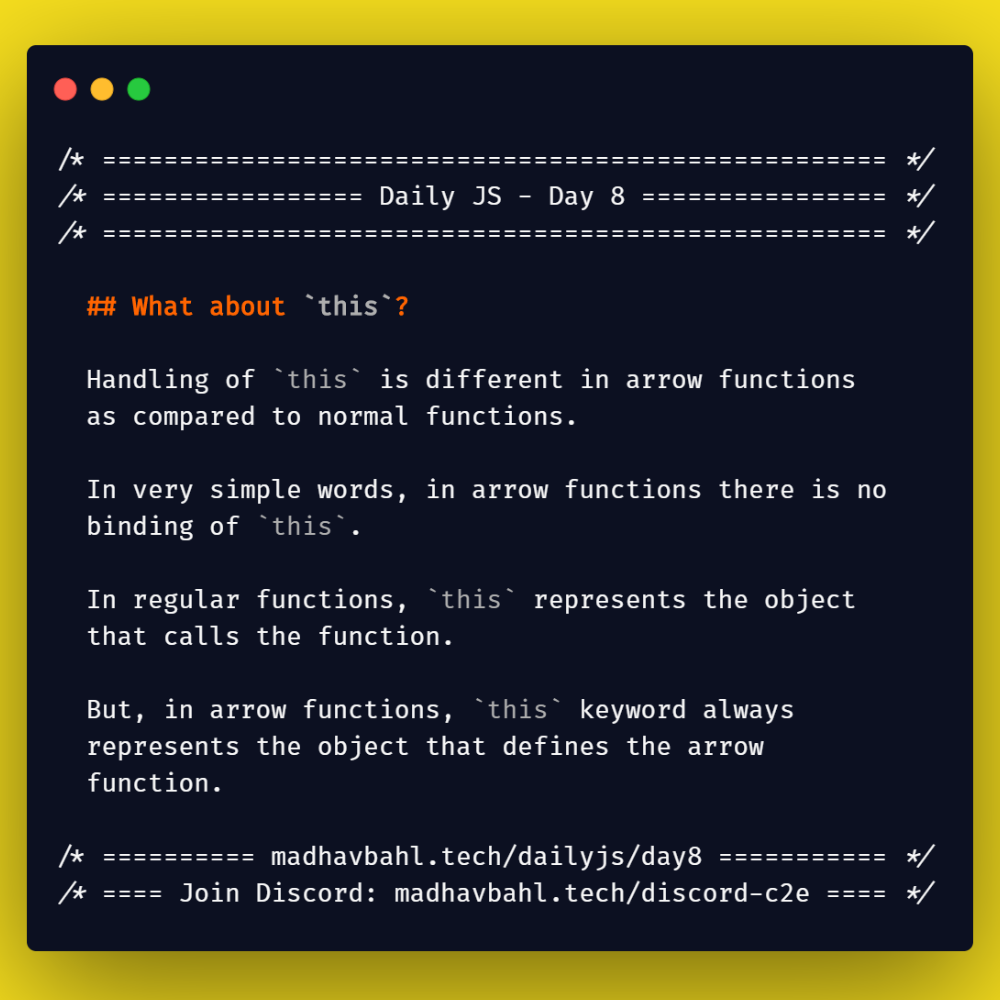 /* =================================================== */
/* ================= Daily JS - Day 8 ================ */
/* =================================================== */
## What about `this`?
Handling of `this` is different in arrow functions
as compared to normal functions.
In very simple words, in arrow functions there is no
binding of `this`.
In regular functions, `this` represents the object
that calls the function.
But, in arrow functions, `this` keyword always
represents the object that defines the arrow
function.
/* ========== madhavbahl.tech/dailyjs/day8 =========== */
/* ==== Join Discord: madhavbahl.tech/discord-c2e ==== */